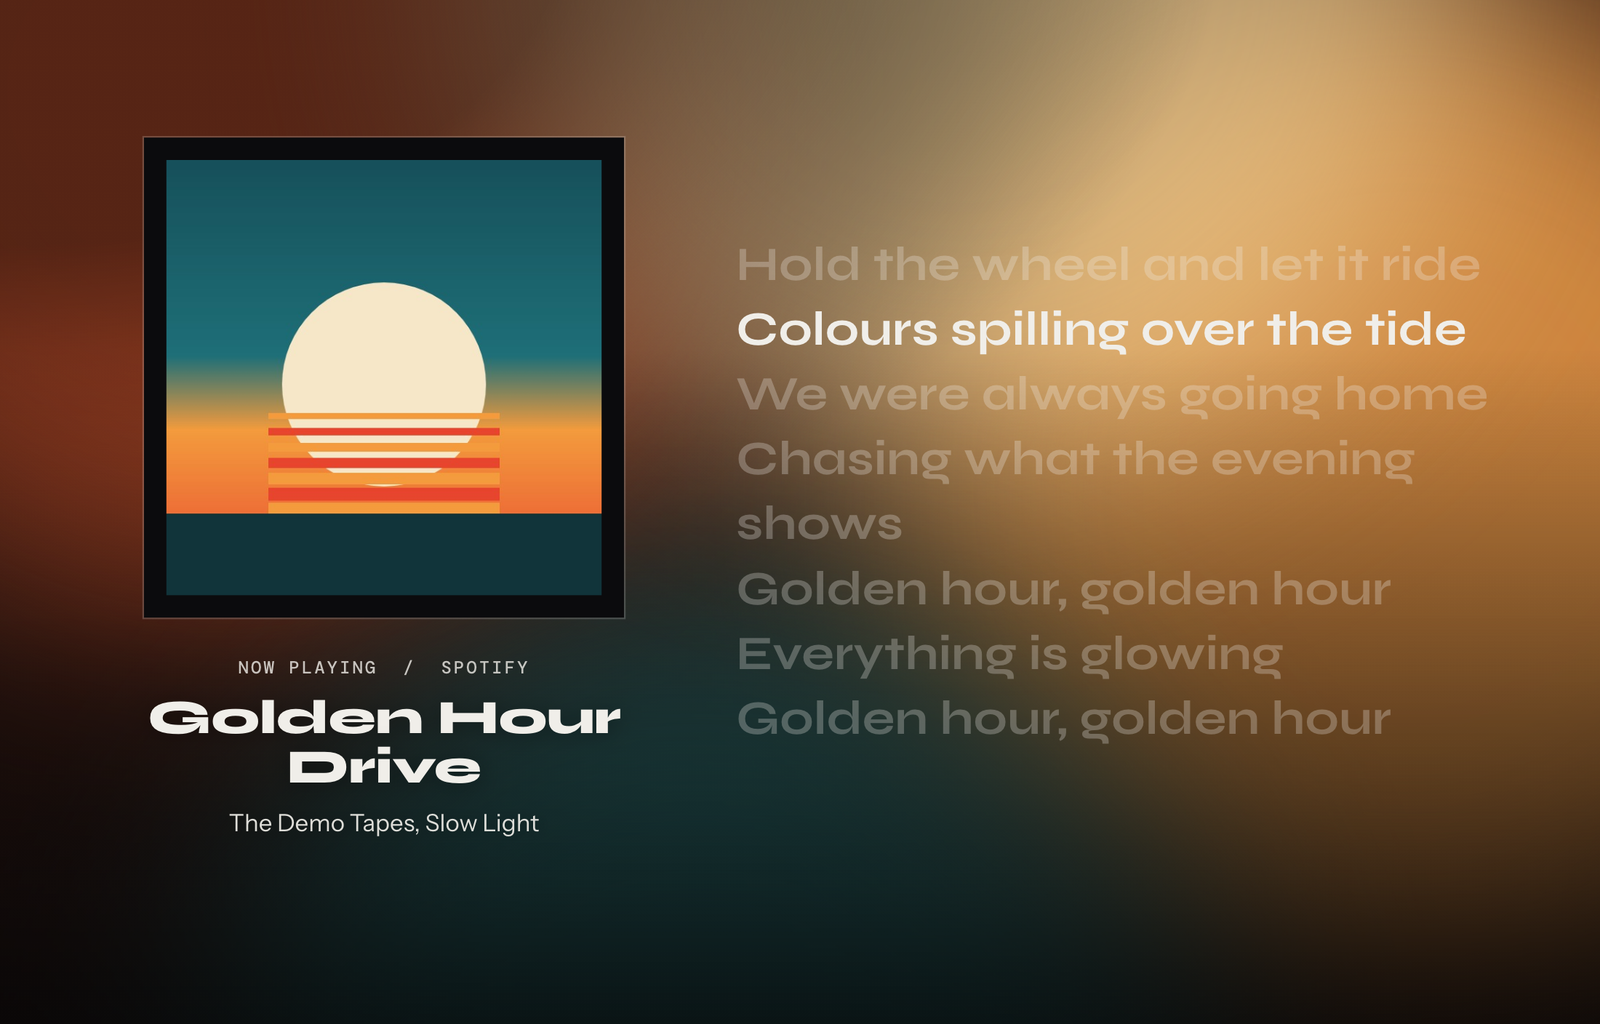 NOW PLAYING / SPOTIFY
Golden Hour
Drive
The Demo Tapes, Slow Light
Hold the wheel and let it ride
Colours spilling over the tide
We were always going home
Chasing what the evening
shows
Golden hour, golden hour
Everything is glowing
Golden hour, golden hour